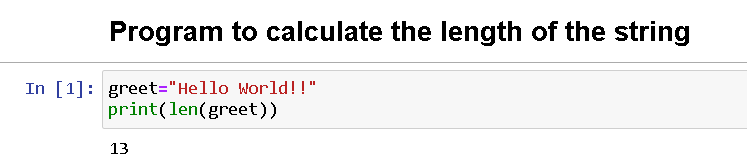 Program to calculate the length of the string
In [1]: greet="Hello World!!"
print(len(greet))
13